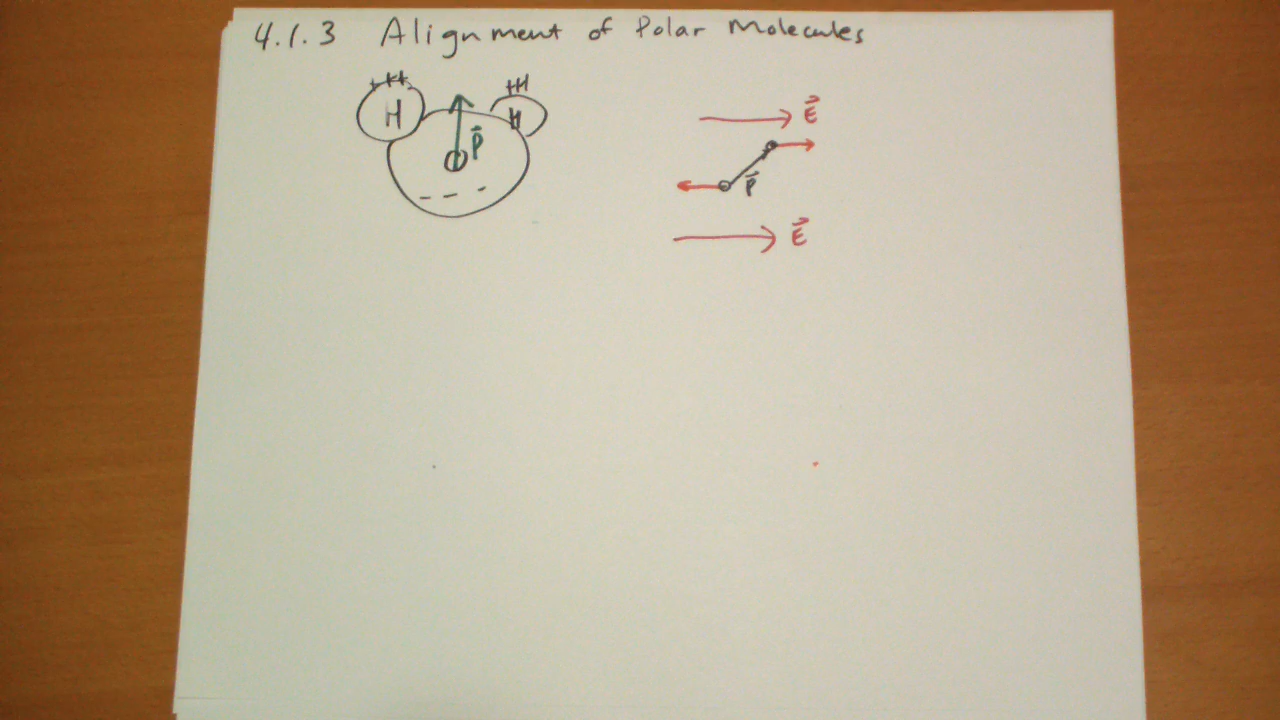 4.1.3 Alignment of Polar Molecules
+++ +++
H H
O P⃗
- - -
E⃗
P⃗
E⃗